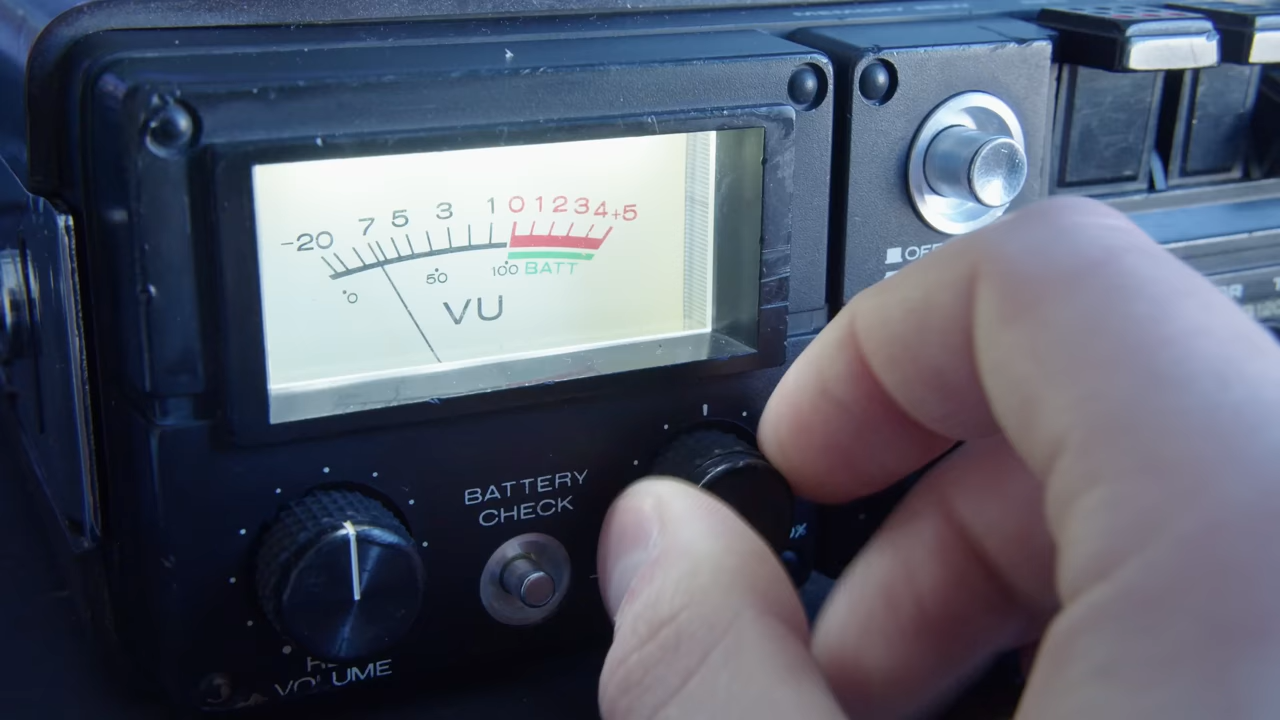 -20 7 5 3 1 0 1 2 3 4 +5
0 50 100 BATT
VU
OFF
BATTERY
CHECK
VOLUME